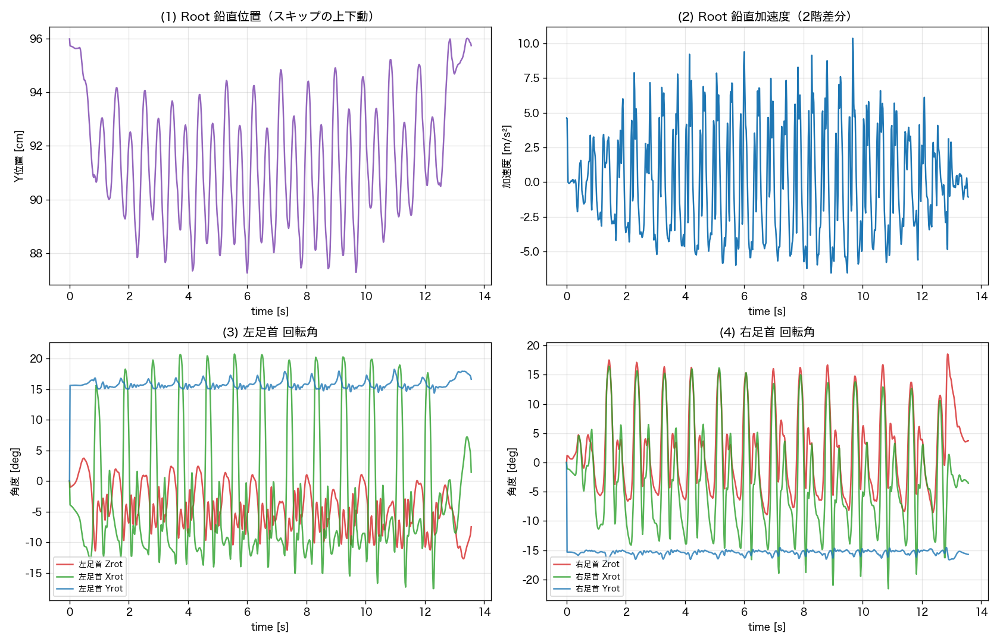 (1) Root 鉛直位置（スキップの上下動）
96
94
92
90
88
Y位置 [cm]
0 2 4 6 8 10 12 14
time [s]
(2) Root 鉛直加速度（2階差分）
10.0
7.5
5.0
2.5
0.0
-2.5
-5.0
加速度 [m/s²]
0 2 4 6 8 10 12 14
time [s]
(3) 左足首 回転角
20
15
10
5
0
-5
-10
-15
角度 [deg]
左足首 Zrot
左足首 Xrot
左足首 Yrot
0 2 4 6 8 10 12 14
time [s]
(4) 右足首 回転角
20
15
10
5
0
-5
-10
-15
-20
角度 [deg]
右足首 Zrot
右足首 Xrot
右足首 Yrot
0 2 4 6 8 10 12 14
time [s]